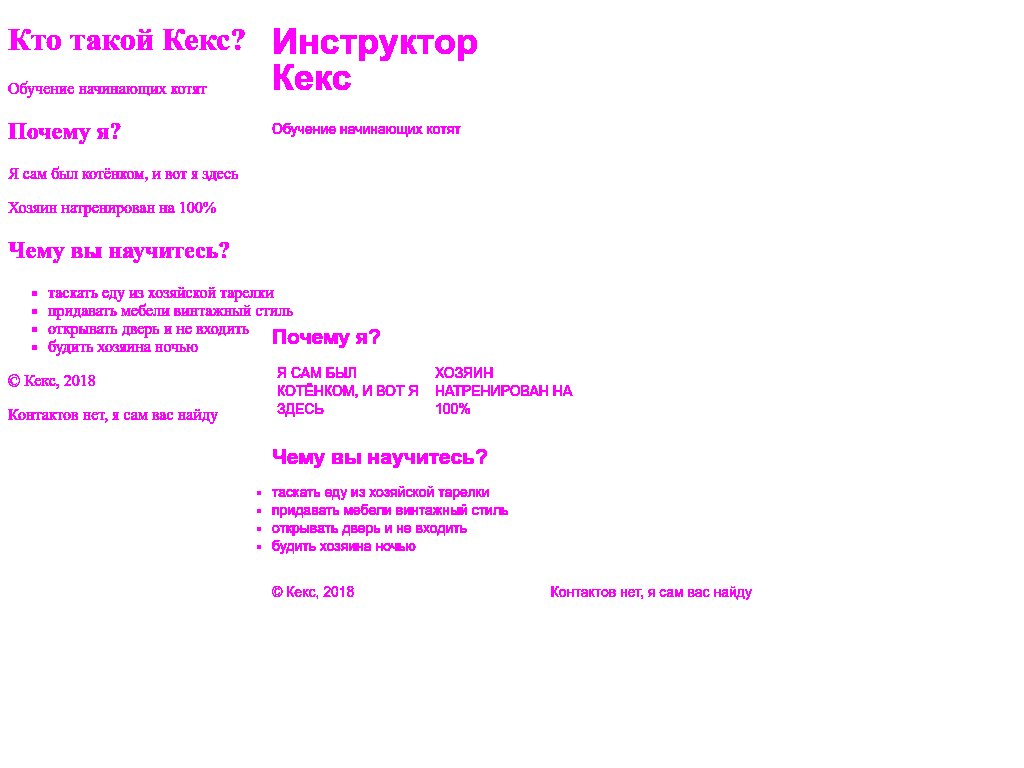 Кто такой Кекс?
Обучение начинающих котят
Почему я?
Я сам был котёнком, и вот я здесь
Хозяин натренирован на 100%
Чему вы научитесь?
таскать еду из хозяйской тарелки
придавать мебели винтажный стиль
открывать дверь и не входить
будить хозяина ночью
© Кекс, 2018
Контактов нет, я сам вас найду
Инструктор
Кекс
Обучение начинающих котят
Почему я?
Я САМ БЫЛ
КОТЁНКОМ, И ВОТ Я
ЗДЕСЬ
ХОЗЯИН
НАТРЕНИРОВАН НА
100%
Чему вы научитесь?
таскать еду из хозяйской тарелки
придавать мебели винтажный стиль
открывать дверь и не входить
будить хозяина ночью
© Кекс, 2018
Контактов нет, я сам вас найду